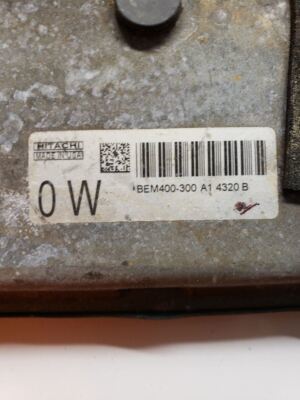 HITACHI
MADE IN USA
0 W
*BEM400-300 A1 4320 B